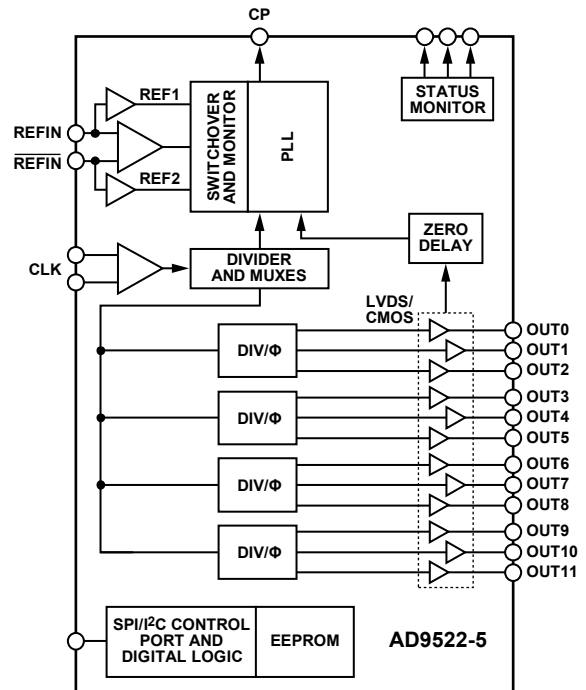 CP
REF1
REFIN
REFIN
REF2
SWITCHOVER
AND MONITOR
PLL
STATUS
MONITOR
ZERO
DELAY
CLK
DIVIDER
AND MUXES
LVDS/
CMOS
DIV/Φ
OUT0
OUT1
OUT2
DIV/Φ
OUT3
OUT4
OUT5
DIV/Φ
OUT6
OUT7
OUT8
DIV/Φ
OUT9
OUT10
OUT11
SPI/I²C CONTROL
PORT AND
DIGITAL LOGIC
EEPROM
AD9522-5